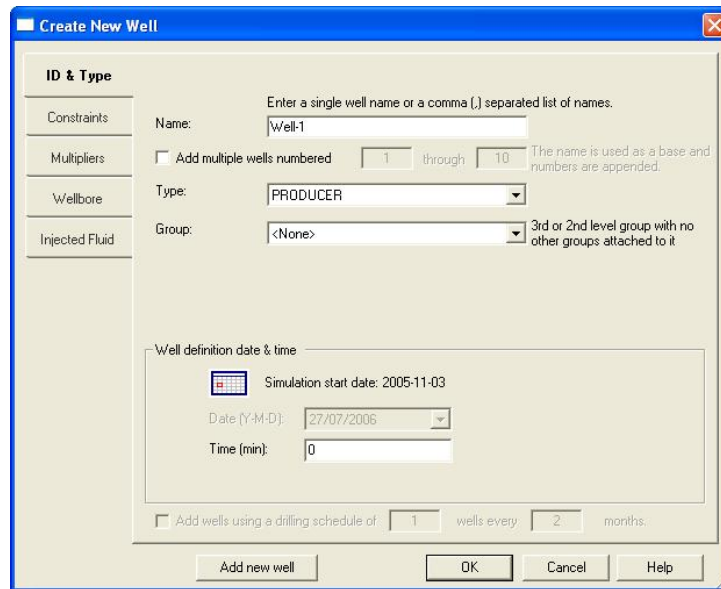 Create New Well
ID & Type
Constraints
Multipliers
Wellbore
Injected Fluid
Enter a single well name or a comma (,) separated list of names.
Name: Well-1
Add multiple wells numbered 1 through 10 The name is used as a base and
numbers are appended.
Type: PRODUCER
Group: <None> 3rd or 2nd level group with no
other groups attached to it
Well definition date & time
Simulation start date: 2005-11-03
Date (Y-M-D): 27/07/2006
Time (min): 0
Add wells using a drilling schedule of 1 wells every 2 months.
Add new well OK Cancel Help